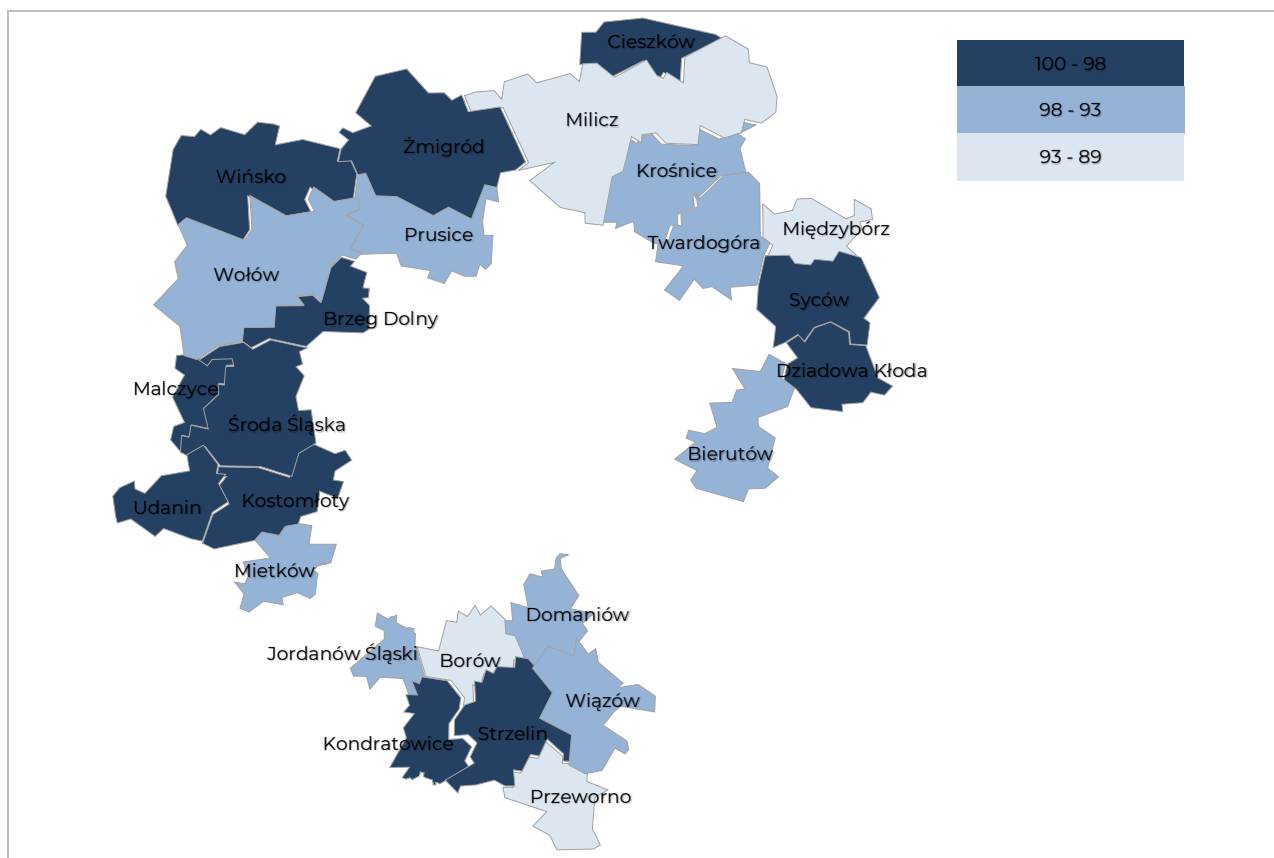 Cieszków
100 - 98
98 - 93
93 - 89
Milicz
Żmigród
Krośnice
Wińsko
Międzybórz
Prusice
Twardogóra
Wołów
Syców
Brzeg Dolny
Dziadowa Kłoda
Malczyce
Środa Śląska
Bierutów
Kostomłoty
Udanin
Mietków
Domaniów
Jordanów Śląski
Borów
Wiązów
Strzelin
Kondratowice
Przeworno